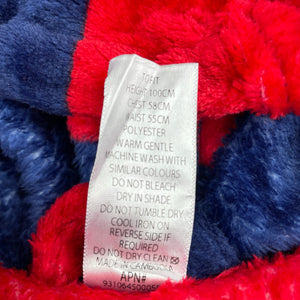 TO FIT
HEIGHT 100CM
CHEST 58CM
WAIST 55CM
POLYESTER
WARM GENTLE
MACHINE WASH WITH
SIMILAR COLOURS
DO NOT BLEACH
DRY IN SHADE
DO NOT TUMBLE DRY
COOL IRON ON
REVERSE SIDE IF
REQUIRED
DO NOT DRY CLEAN
MADE IN CAMBODIA
APN#